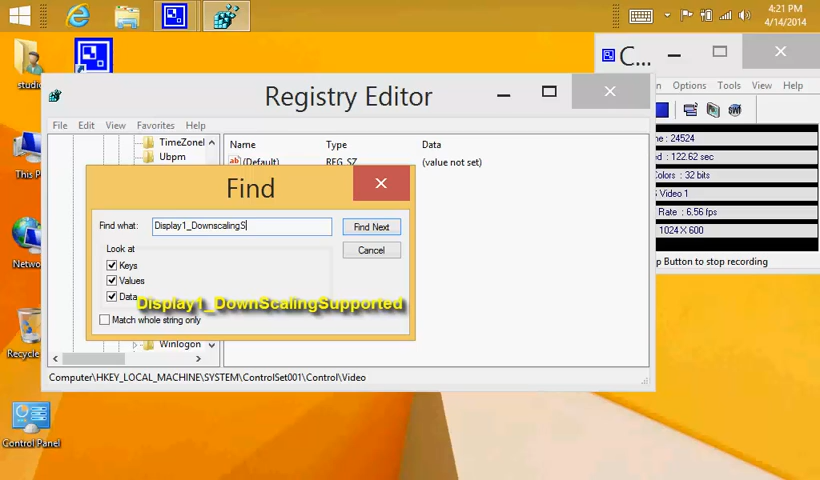 4:21 PM
4/14/2014
studio
C...
Registry Editor
Options Tools View Help
File Edit View Favorites Help
Name Type Data
(Default) REG_SZ (value not set)
Ubpm
: 24524
: 122.62 sec
Colors : 32 bits
Video 1
Rate : 6.56 fps
1024 X 600
Button to stop recording
This P
Find
Find what: Display1_DownscalingS
Find Next
Cancel
Look at
Keys
Values
Data
Display1_DownScalingSupported
Match whole string only
Netwo
Winlogon
Recycle
Computer\HKEY_LOCAL_MACHINE\SYSTEM\ControlSet001\Control\Video
Control Panel